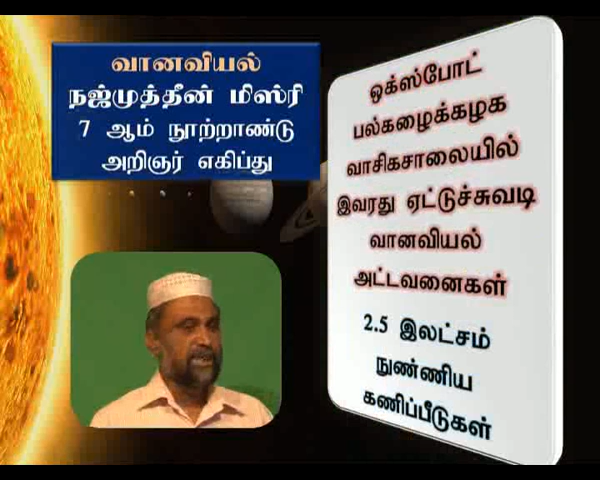 வானவியல்
நஜ்முத்தீன் மிஸ்ரி
7 ஆம் நூற்றாண்டு
அறிஞர் எகிப்து
ஒக்ஸ்போட்
பல்கழைக்கழக
வாசிகசாலையில்
இவரது ஏட்டுச்சுவடி
வானவியல்
அட்டவனைகள்
2.5 இலட்சம்
நுண்ணிய
கணிப்பீடுகள்